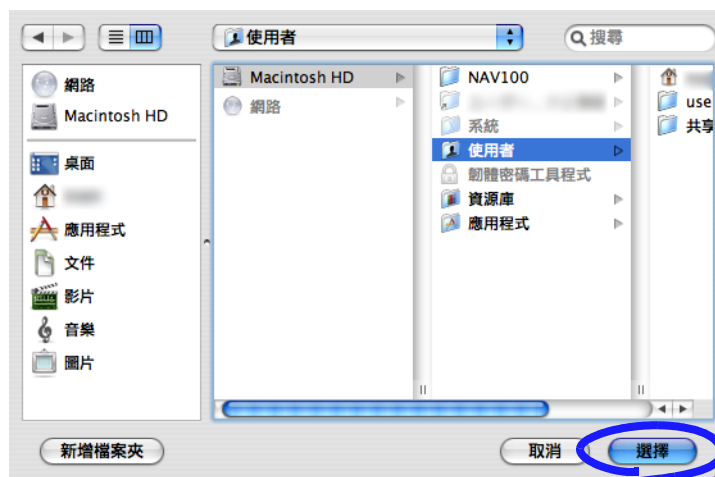 使用者
搜尋
網路
Macintosh HD
桌面
應用程式
文件
影片
音樂
圖片
Macintosh HD
網路
NAV100
系統
使用者
韌體密碼工具程式
資源庫
應用程式
use
共享
新增檔案夾
取消
選擇